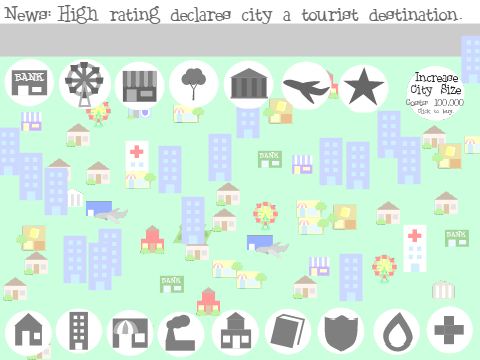 News: High rating declares city a tourist destination.
BANK
Increase
City Size
Costs: 100,000
Click to buy.
BANK
BANK
BANK